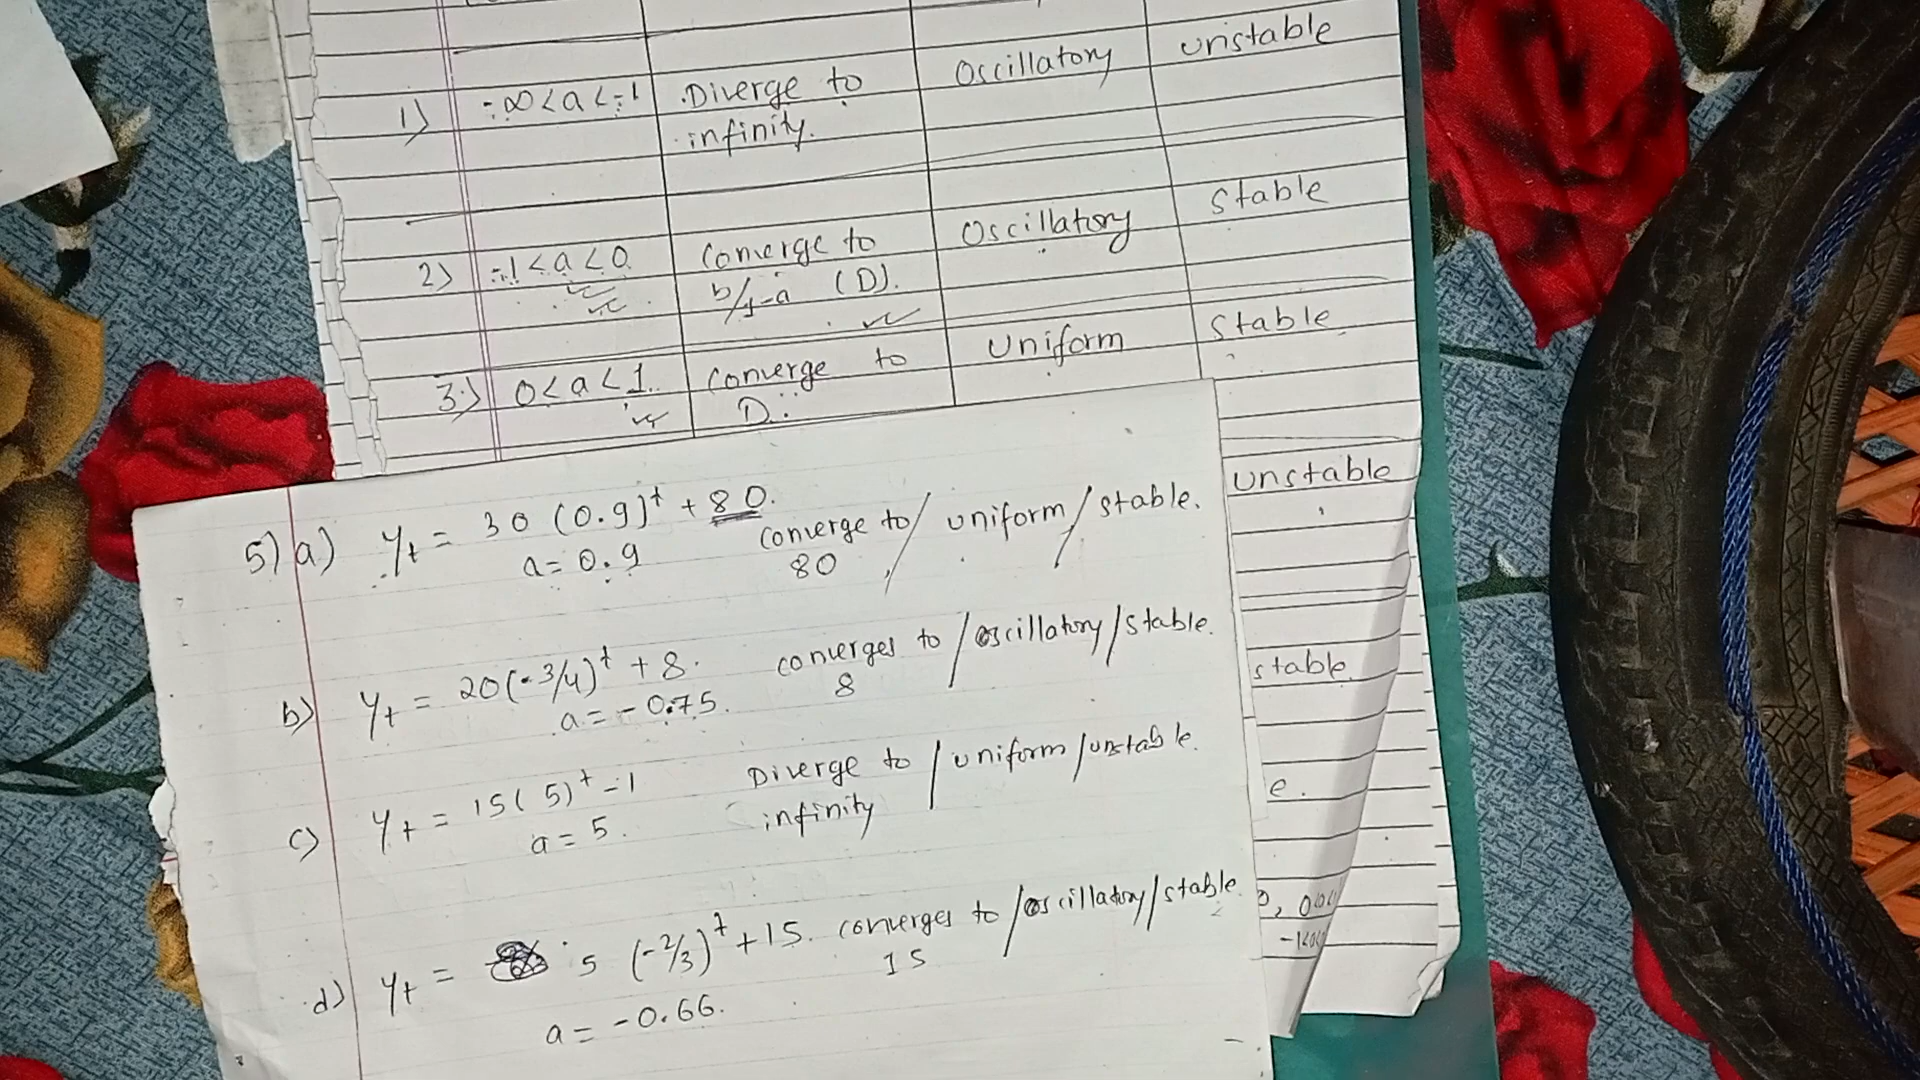 1) -∞<a<-1 Diverge to Oscillatory unstable
infinity.
2) -1<a<0 Converge to Oscillatory stable
b/1-a (D).
3) 0<a<1. Converge to Uniform stable.
D.
unstable
5) a) yt = 30 (0.9)^t + 80. Converge to / uniform / stable.
a = 0.9 80
stable.
b) yt = 20(-3/4)^t + 8. converges to / oscillatory / stable.
a = -0.75. 8
e.
c) yt = 15(5)^t - 1 Diverge to / uniform / unstable.
a = 5. infinity
d) yt = 5 (-2/3)^t + 15. converges to / oscillatory / stable.
a = -0.66. 15